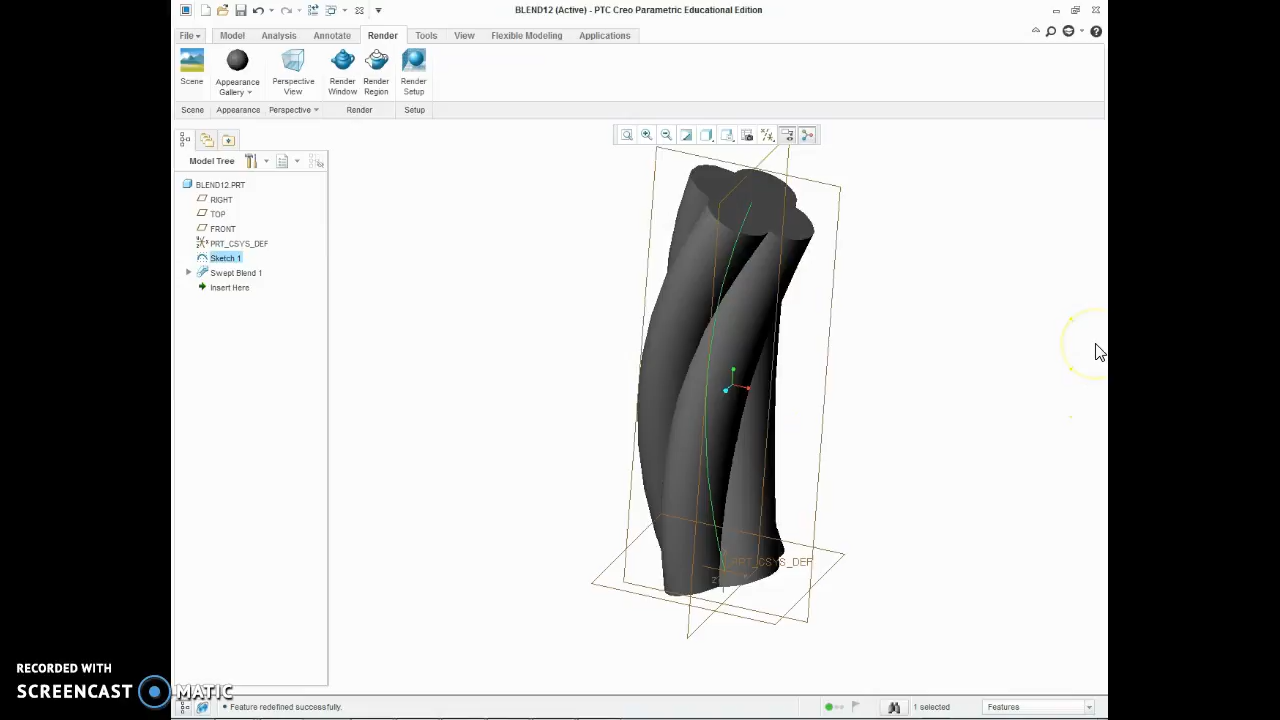 BLEND12 (Active) - PTC Creo Parametric Educational Edition
File Model Analysis Annotate Render Tools View Flexible Modeling Applications
Scene Appearance Gallery Perspective View Render Window Render Region Render Setup
Scene Appearance Perspective Render Setup
Model Tree
BLEND12.PRT
RIGHT
TOP
FRONT
PRT_CSYS_DEF
Sketch 1
Swept Blend 1
Insert Here
PRT_CSYS_DEF
Z
RECORDED WITH
SCREENCAST MATIC
• Feature redefined successfully.
1 selected
Features